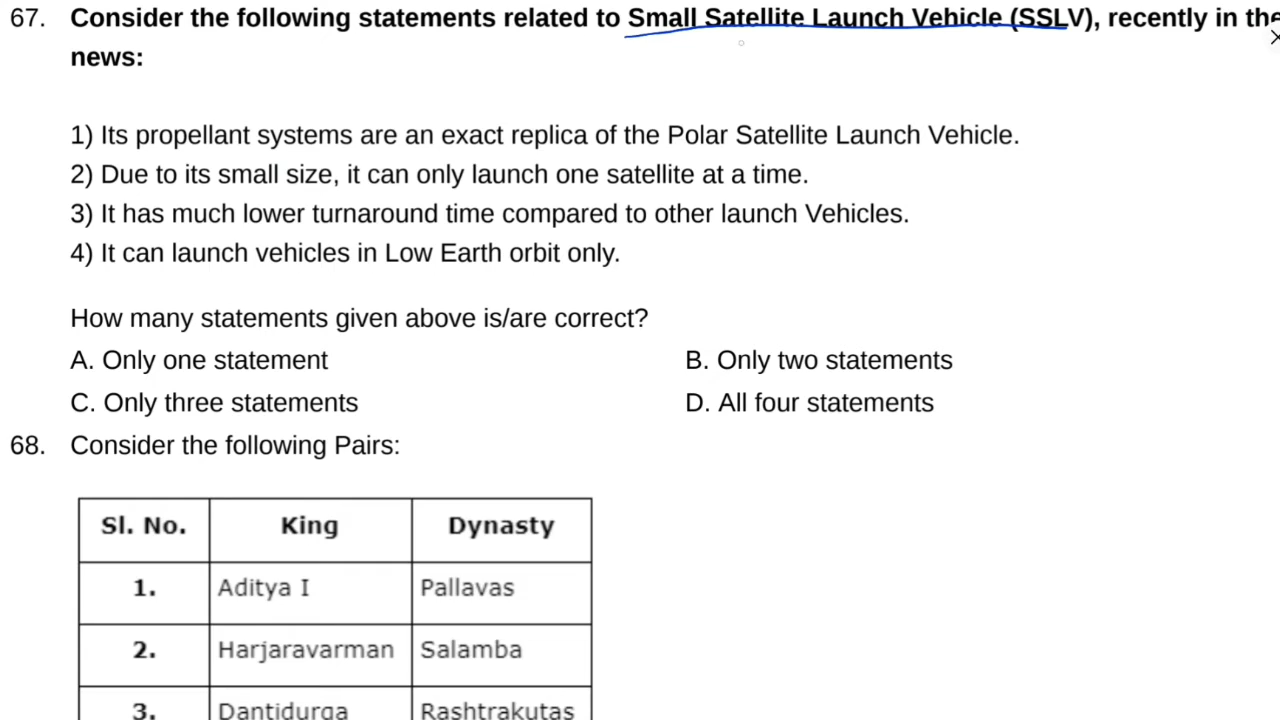 67. Consider the following statements related to Small Satellite Launch Vehicle (SSLV), recently in the
news:
1) Its propellant systems are an exact replica of the Polar Satellite Launch Vehicle.
2) Due to its small size, it can only launch one satellite at a time.
3) It has much lower turnaround time compared to other launch Vehicles.
4) It can launch vehicles in Low Earth orbit only.
How many statements given above is/are correct?
A. Only one statement B. Only two statements
C. Only three statements D. All four statements
68. Consider the following Pairs:
Sl. No. King Dynasty
1. Aditya I Pallavas
2. Harjaravarman Salamba
3. Dantidurga Rashtrakutas